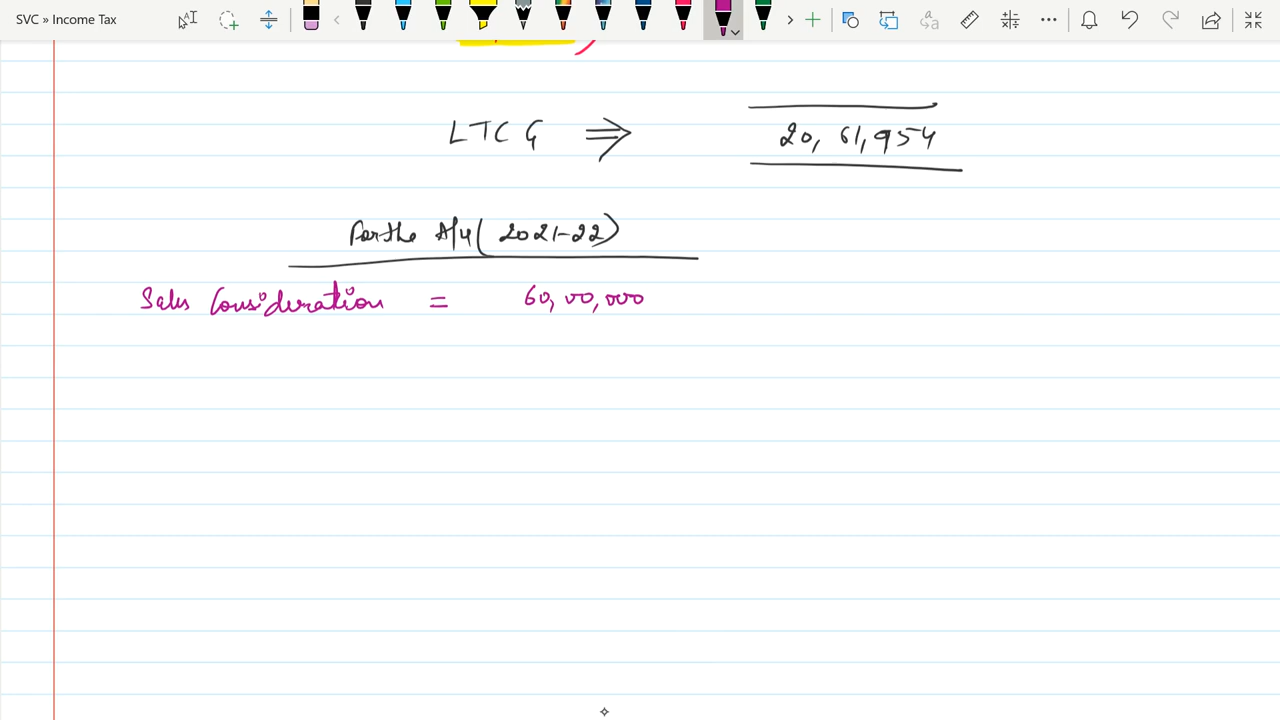 SVC » Income Tax
LTCG ⇒ 20,61,954
For the A/Y (2021-22)
Sales Consideration = 60,00,000